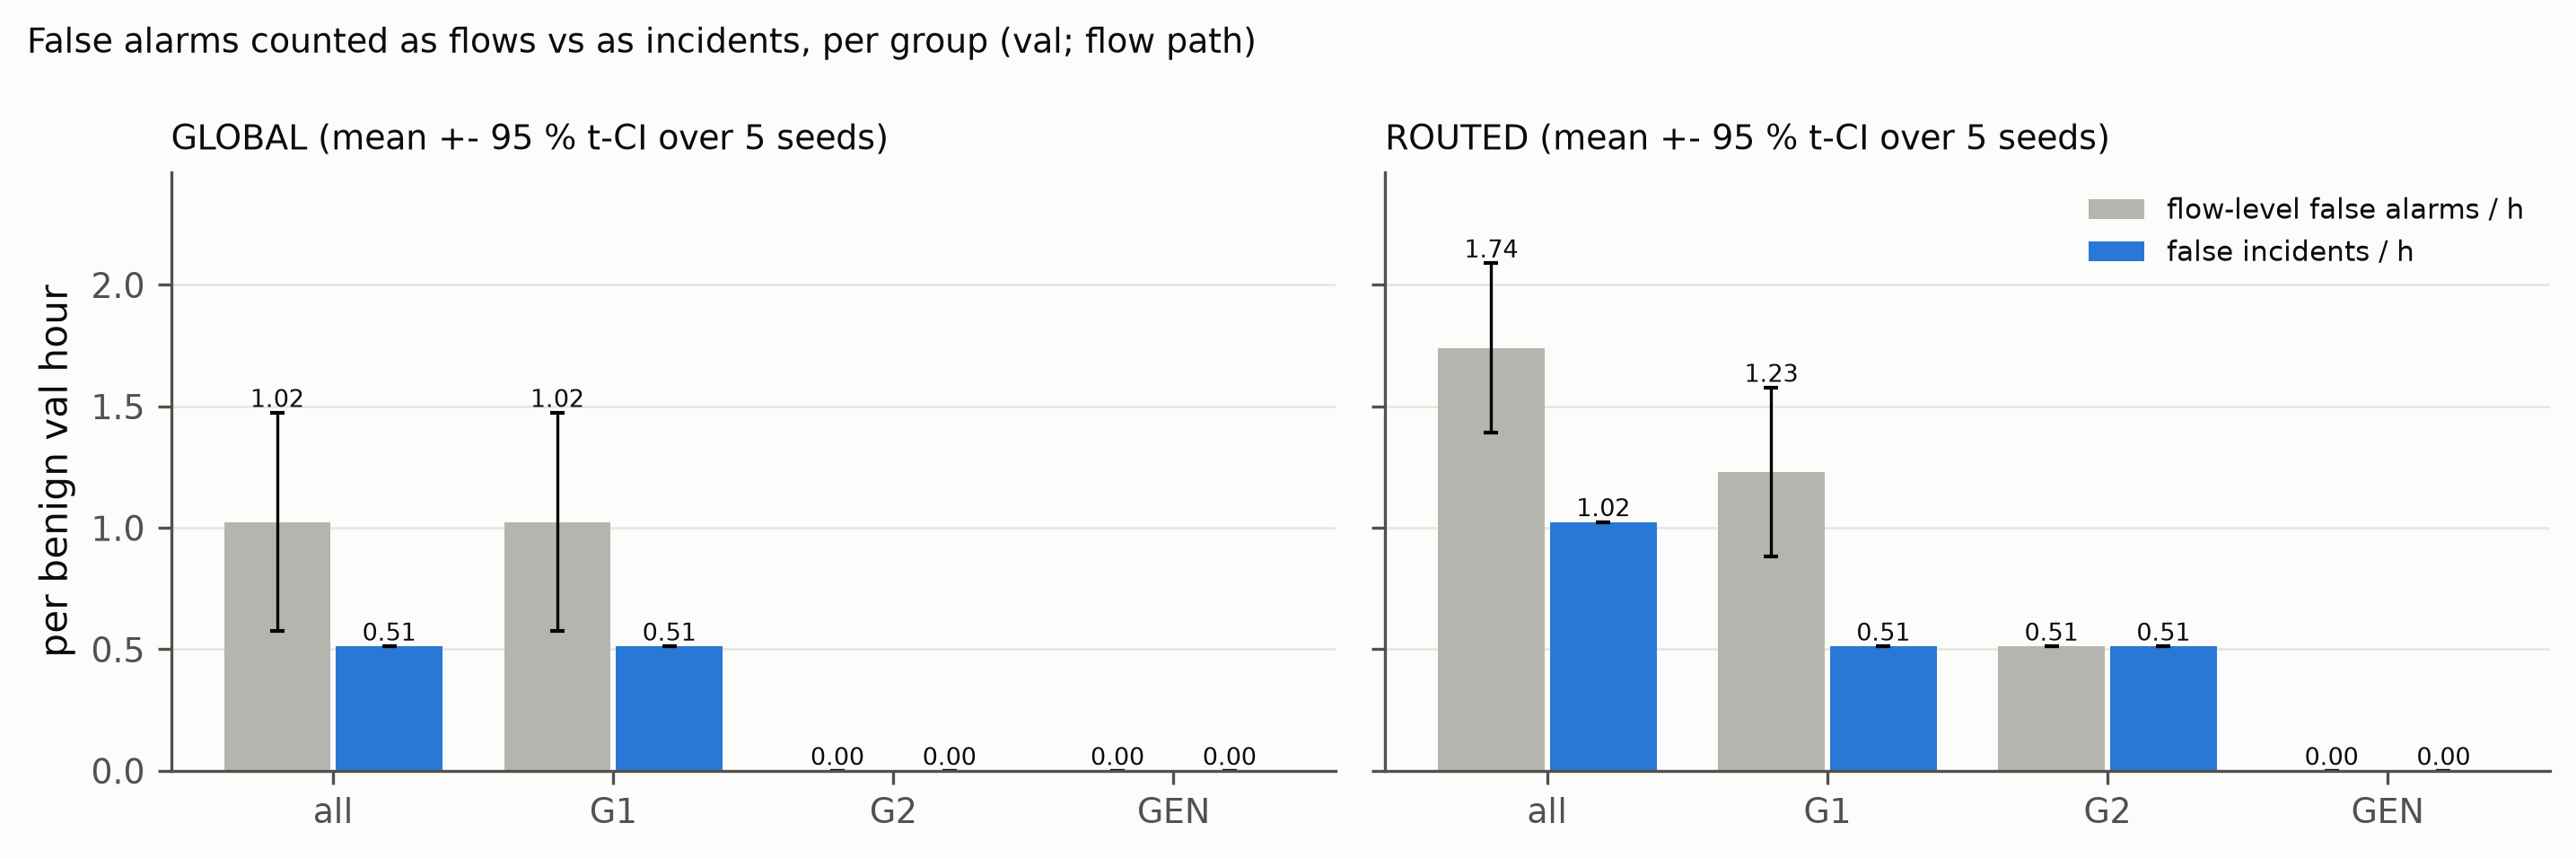 False alarms counted as flows vs as incidents, per group (val; flow path)
GLOBAL (mean +- 95 % t-CI over 5 seeds)
per benign val hour
2.0
1.5
1.0
0.5
0.0
1.02
0.51
1.02
0.51
0.00
0.00
0.00
0.00
all
G1
G2
GEN
ROUTED (mean +- 95 % t-CI over 5 seeds)
flow-level false alarms / h
false incidents / h
1.74
1.02
1.23
0.51
0.51
0.51
0.00
0.00
all
G1
G2
GEN